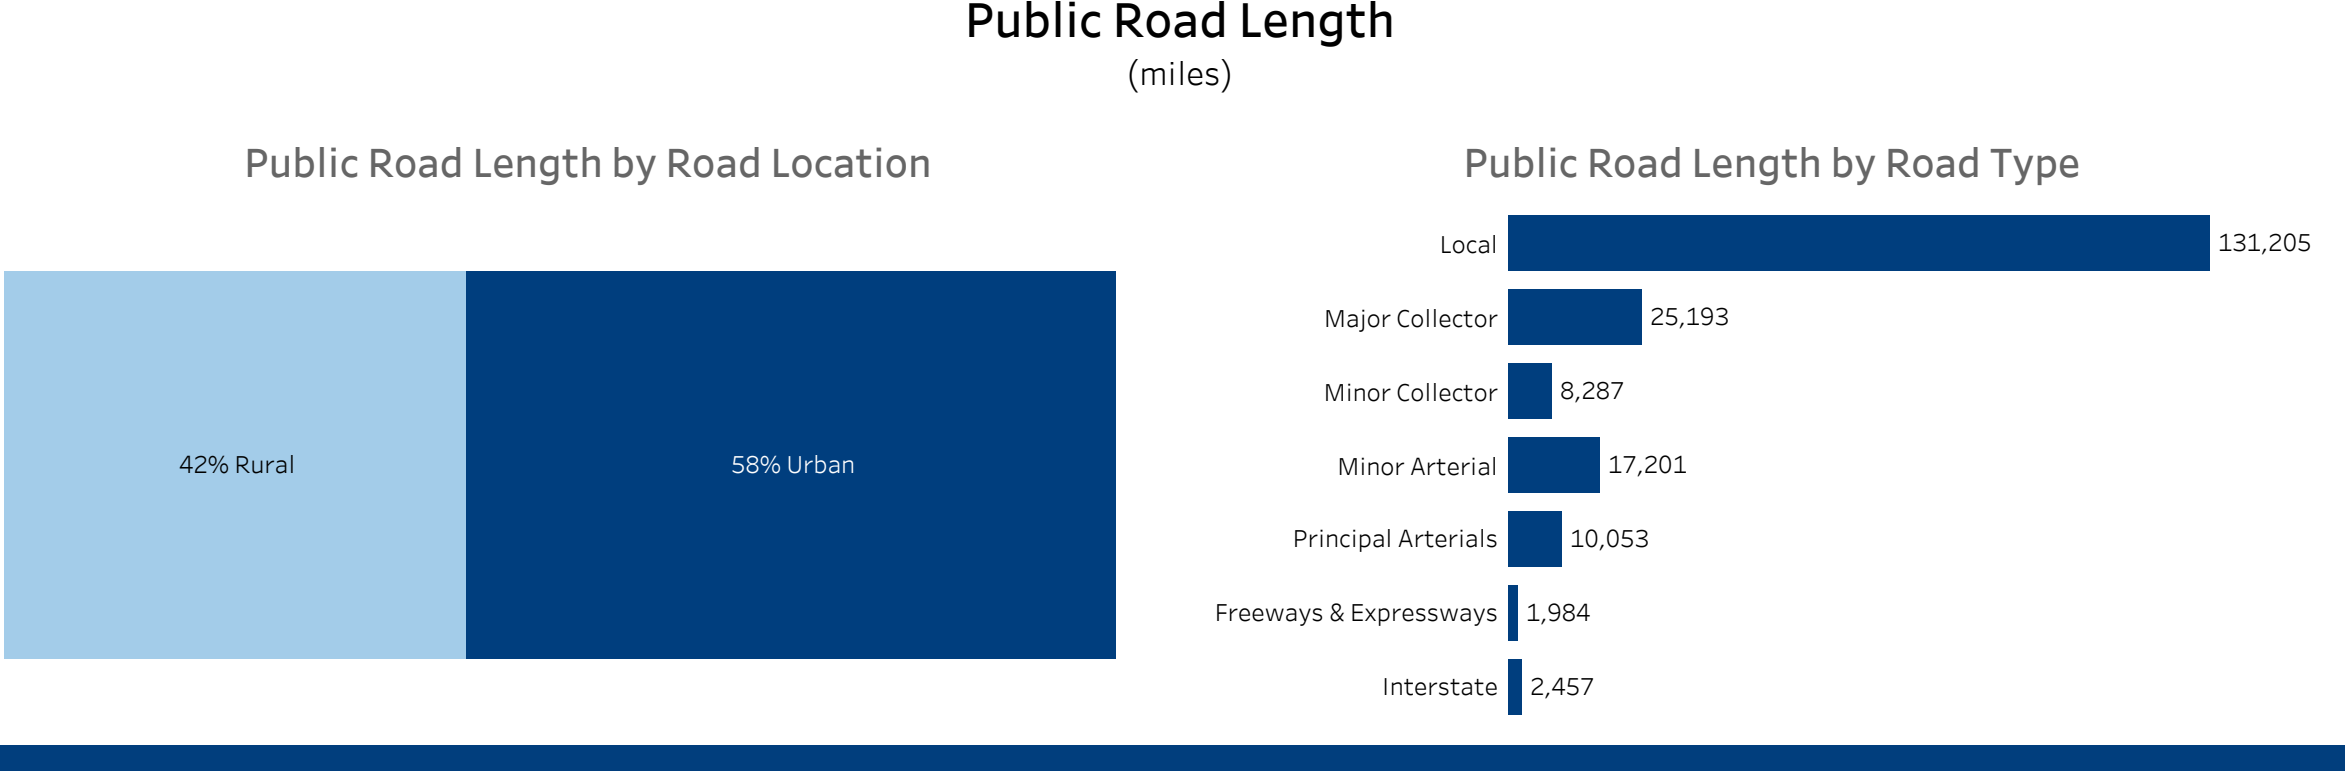 Public Road Length
(miles)
Public Road Length by Road Location
42% Rural
58% Urban
Public Road Length by Road Type
Local 131,205
Major Collector 25,193
Minor Collector 8,287
Minor Arterial 17,201
Principal Arterials 10,053
Freeways & Expressways 1,984
Interstate 2,457